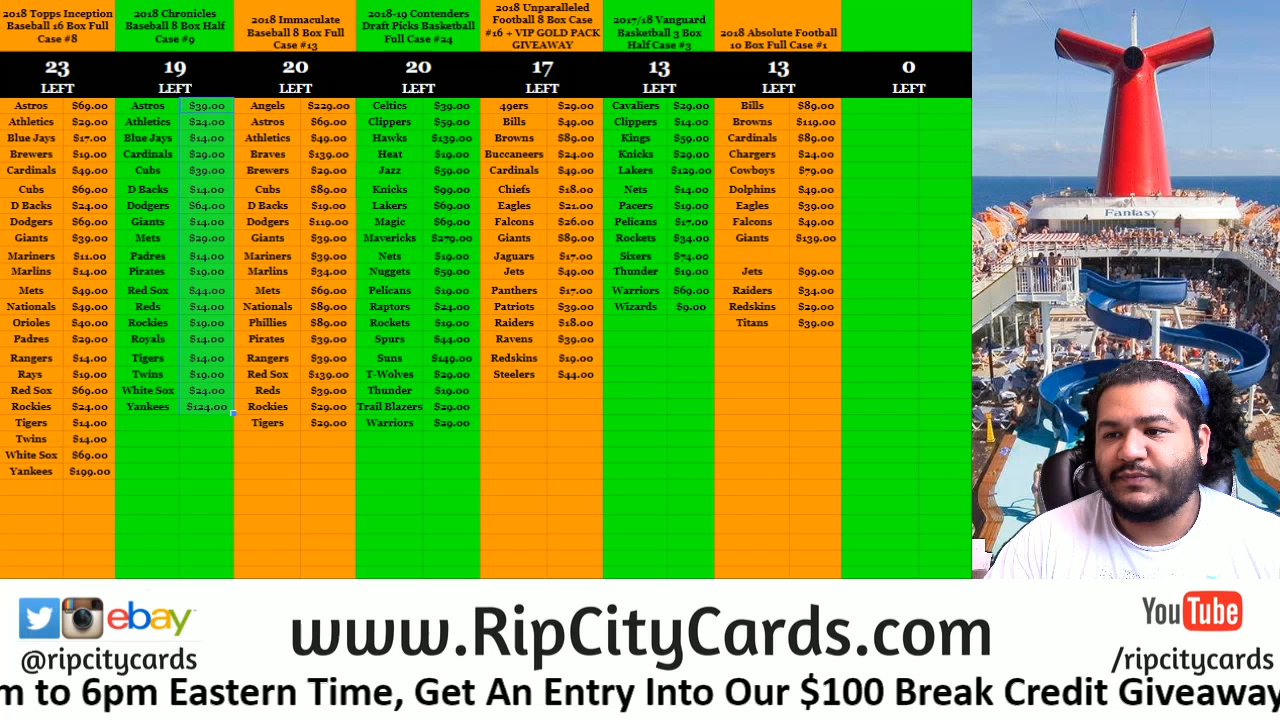 2018 Topps Inception
Baseball 16 Box Full
Case #8
23
LEFT
Astros $69.00
Athletics $29.00
Blue Jays $17.00
Brewers $19.00
Cardinals $49.00
Cubs $69.00
D Backs $24.00
Dodgers $69.00
Giants $39.00
Mariners $11.00
Marlins $14.00
Mets $49.00
Nationals $49.00
Orioles $40.00
Padres $29.00
Rangers $14.00
Rays $19.00
Red Sox $69.00
Rockies $24.00
Tigers $14.00
Twins $14.00
White Sox $69.00
Yankees $199.00
2018 Chronicles
Baseball 8 Box Half
Case #9
19
LEFT
Astros $39.00
Athletics $24.00
Blue Jays $14.00
Cardinals $29.00
Cubs $39.00
D Backs $14.00
Dodgers $64.00
Giants $14.00
Mets $29.00
Padres $14.00
Pirates $19.00
Red Sox $44.00
Reds $14.00
Rockies $19.00
Royals $14.00
Tigers $14.00
Twins $19.00
White Sox $24.00
Yankees $124.00
2018 Immaculate
Baseball 8 Box Full
Case #13
20
LEFT
Angels $229.00
Astros $69.00
Athletics $49.00
Braves $139.00
Brewers $29.00
Cubs $89.00
D Backs $19.00
Dodgers $119.00
Giants $39.00
Mariners $39.00
Marlins $34.00
Mets $69.00
Nationals $89.00
Phillies $89.00
Pirates $39.00
Rangers $39.00
Red Sox $139.00
Reds $39.00
Rockies $29.00
Tigers $29.00
2018-19 Contenders
Draft Picks Basketball
Full Case #24
20
LEFT
Celtics $39.00
Clippers $59.00
Hawks $139.00
Heat $19.00
Jazz $59.00
Knicks $99.00
Lakers $69.00
Magic $69.00
Mavericks $279.00
Nets $19.00
Nuggets $59.00
Pelicans $19.00
Raptors $24.00
Rockets $19.00
Spurs $44.00
Suns $149.00
T-Wolves $29.00
Thunder $19.00
Trail Blazers $29.00
Warriors $29.00
2018 Unparalleled
Football 8 Box Case
#16 + VIP GOLD PACK
GIVEAWAY
17
LEFT
49ers $29.00
Bills $49.00
Browns $89.00
Buccaneers $24.00
Cardinals $49.00
Chiefs $18.00
Eagles $21.00
Falcons $26.00
Giants $89.00
Jaguars $17.00
Jets $49.00
Panthers $17.00
Patriots $39.00
Raiders $18.00
Ravens $39.00
Redskins $19.00
Steelers $44.00
2017/18 Vanguard
Basketball 3 Box
Half Case #3
13
LEFT
Cavaliers $29.00
Clippers $14.00
Kings $59.00
Knicks $29.00
Lakers $129.00
Nets $14.00
Pacers $19.00
Pelicans $17.00
Rockets $34.00
Sixers $74.00
Thunder $19.00
Warriors $69.00
Wizards $9.00
2018 Absolute Football
10 Box Full Case #1
13
LEFT
Bills $89.00
Browns $119.00
Cardinals $89.00
Chargers $24.00
Cowboys $79.00
Dolphins $49.00
Eagles $39.00
Falcons $49.00
Giants $139.00
Jets $99.00
Raiders $34.00
Redskins $29.00
Titans $39.00
0
LEFT
Fantasy
ebay
@ripcitycards
www.RipCityCards.com
YouTube
/ripcitycards
m to 6pm Eastern Time, Get An Entry Into Our $100 Break Credit Giveaway